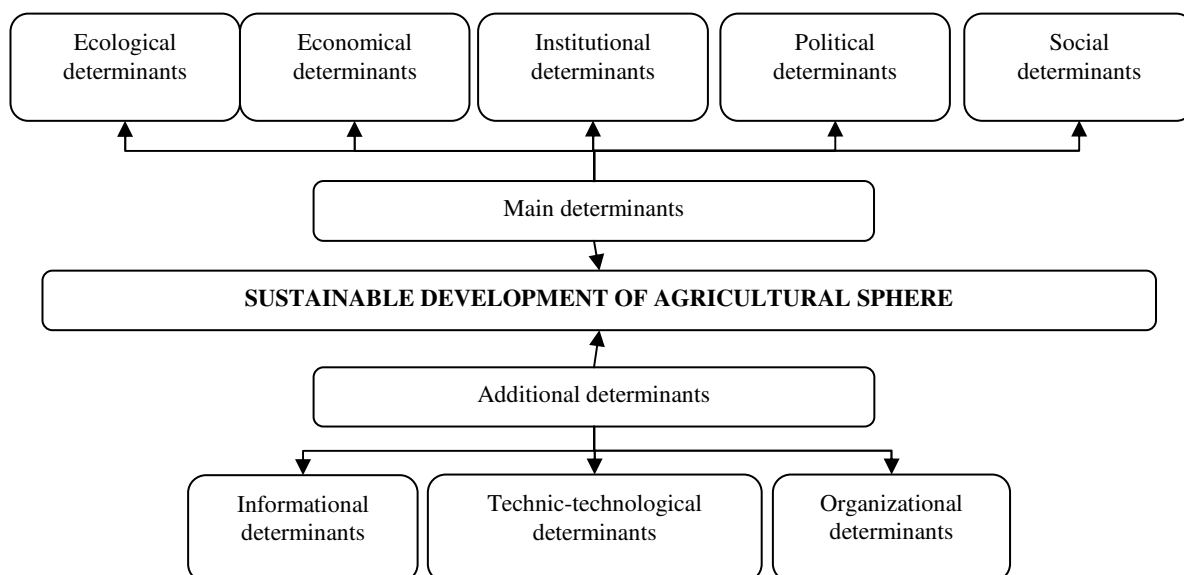 Ecological
determinants
Economical
determinants
Institutional
determinants
Political
determinants
Social
determinants
Main determinants
SUSTAINABLE DEVELOPMENT OF AGRICULTURAL SPHERE
Additional determinants
Informational
determinants
Technic-technological
determinants
Organizational
determinants